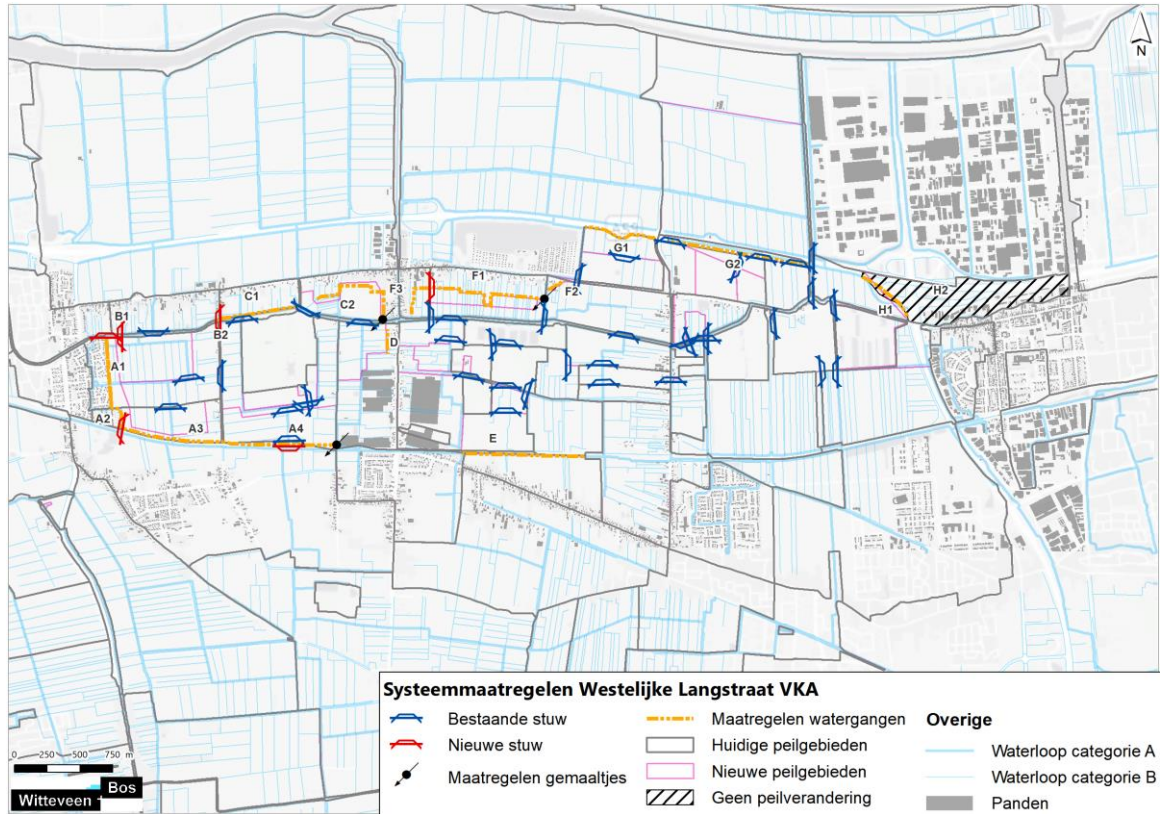 N
G1
G2
F1
F2
F3
H2
C1
C2
H1
B1
B2
D
A1
A2
A3
A4
E
Systeemmaatregelen Westelijke Langstraat VKA
Bestaande stuw
Nieuwe stuw
Maatregelen gemaaltjes
Maatregelen watergangen
Huidige peilgebieden
Nieuwe peilgebieden
Geen peilverandering
Overige
Waterloop categorie A
Waterloop categorie B
Panden
0 250 500 750 m
Witteveen + Bos